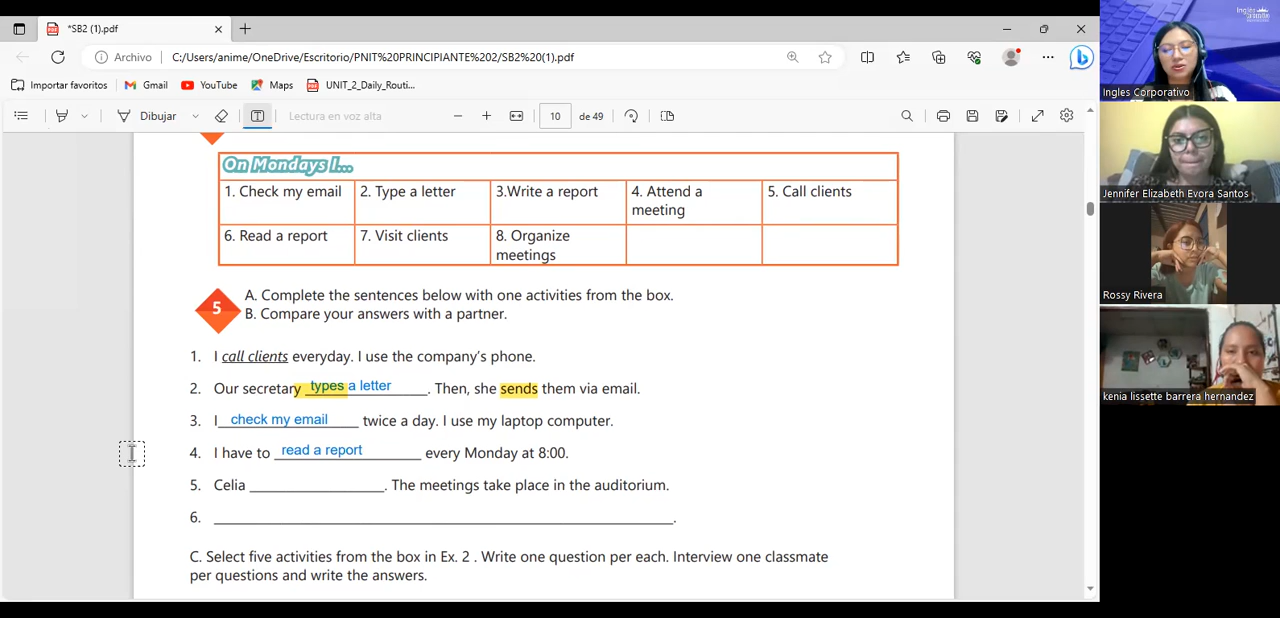 *SB2 (1).pdf
Archivo
C:/Users/anime/OneDrive/Escritorio/PNIT%20PRINCIPIANTE%202/SB2%20(1).pdf
Importar favoritos
Gmail
YouTube
Maps
UNIT_2_Daily_Routi...
Dibujar
Lectura en voz alta
10
de 49
On Mondays I...
1. Check my email
2. Type a letter
3.Write a report
4. Attend a
meeting
5. Call clients
6. Read a report
7. Visit clients
8. Organize
meetings
5
A. Complete the sentences below with one activities from the box.
B. Compare your answers with a partner.
1. I call clients everyday. I use the company's phone.
2. Our secretary types a letter. Then, she sends them via email.
3. I check my email twice a day. I use my laptop computer.
4. I have to read a report every Monday at 8:00.
5. Celia ________________. The meetings take place in the auditorium.
6. ________________________________________________.
C. Select five activities from the box in Ex. 2 . Write one question per each. Interview one classmate
per questions and write the answers.
Ingles Corporativo
Jennifer Elizabeth Evora Santos
Rossy Rivera
kenia lissette barrera hernandez